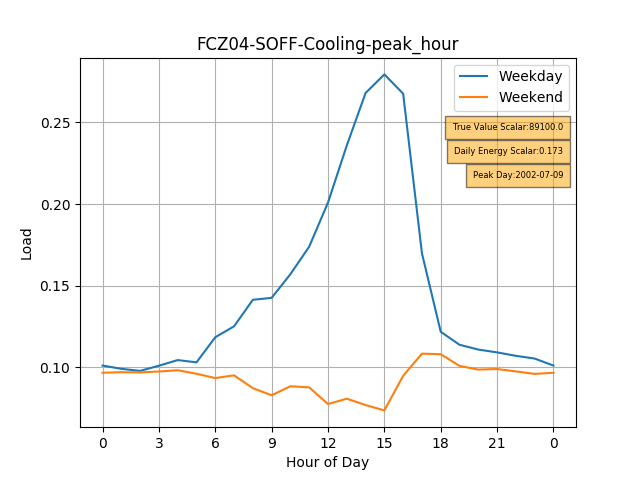 FCZ04-SOFF-Cooling-peak_hour
Weekday
Weekend
True Value Scalar:89100.0
Daily Energy Scalar:0.173
Peak Day:2002-07-09
0.25
0.20
0.15
0.10
Load
0 3 6 9 12 15 18 21 0
Hour of Day